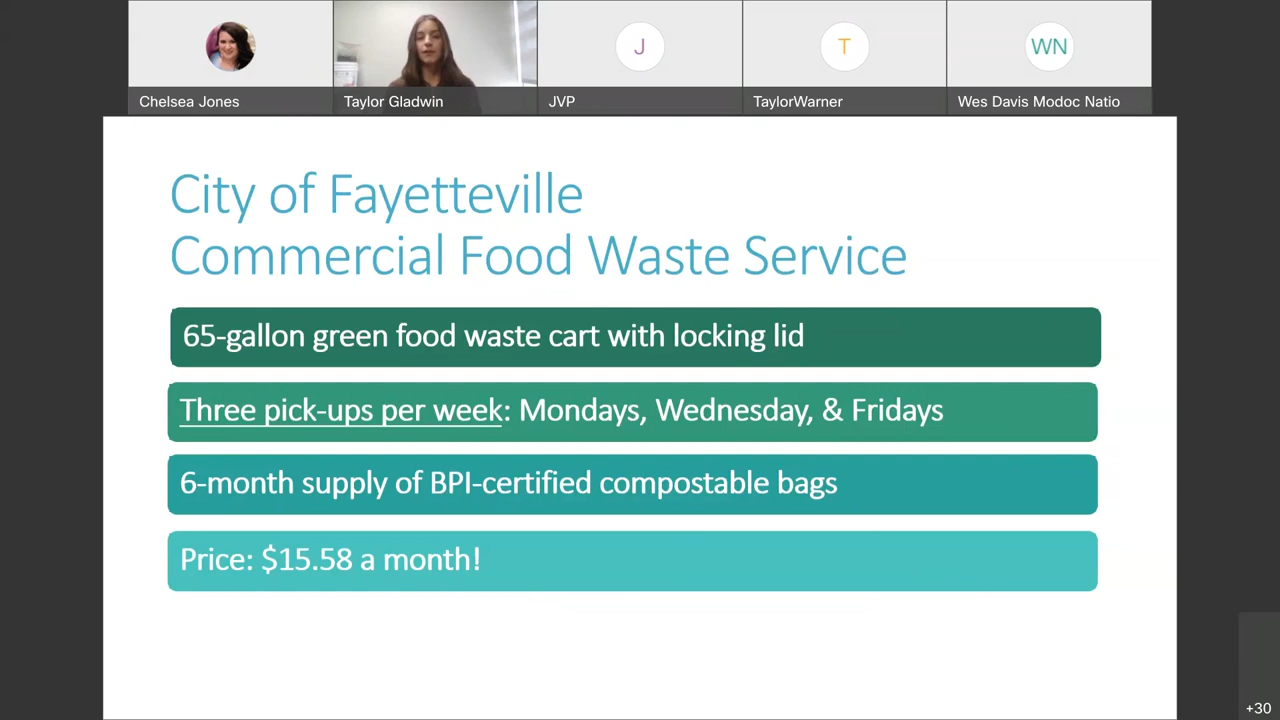 J
T
WN
Chelsea Jones
Taylor Gladwin
JVP
TaylorWarner
Wes Davis Modoc Natio
City of Fayetteville
Commercial Food Waste Service
65-gallon green food waste cart with locking lid
Three pick-ups per week: Mondays, Wednesday, & Fridays
6-month supply of BPI-certified compostable bags
Price: $15.58 a month!
+30